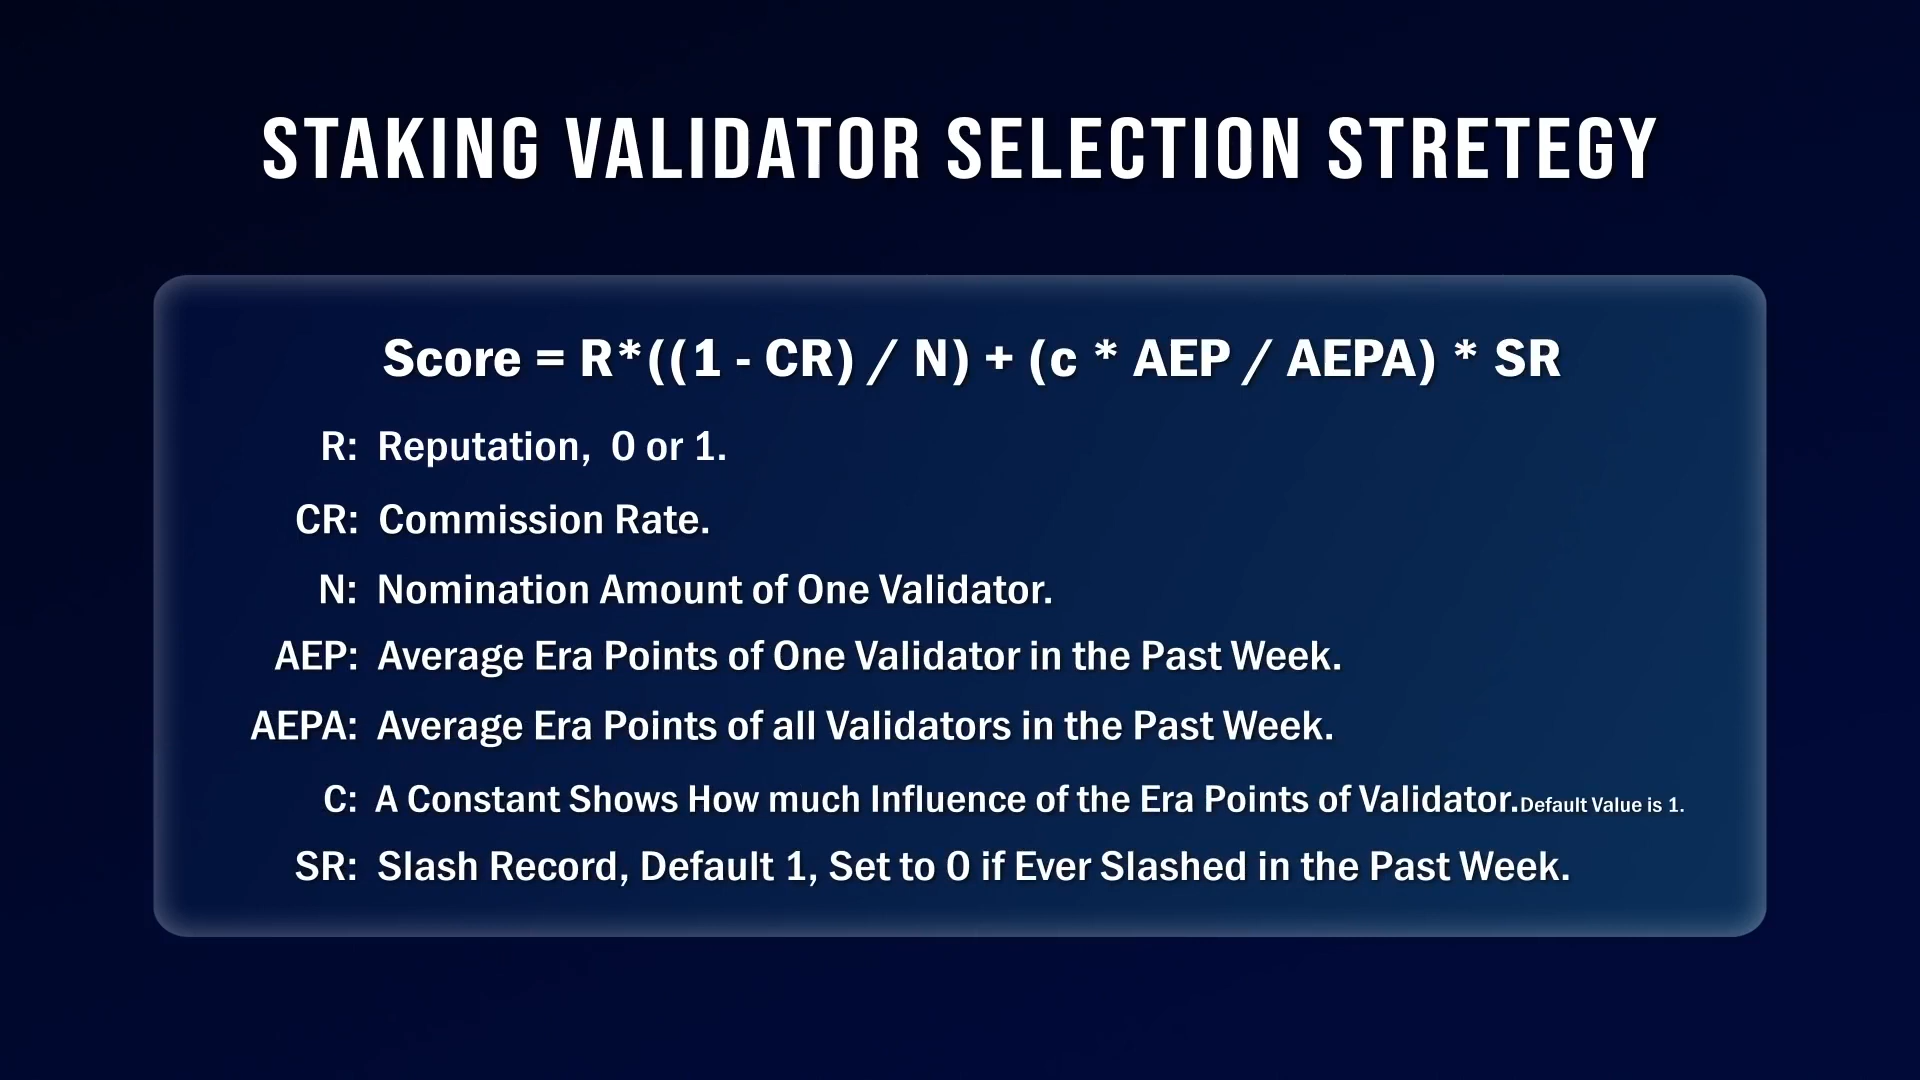 STAKING VALIDATOR SELECTION STRETEGY
Score = R*((1 - CR) / N) + (c * AEP / AEPA) * SR
R: Reputation, 0 or 1.
CR: Commission Rate.
N: Nomination Amount of One Validator.
AEP: Average Era Points of One Validator in the Past Week.
AEPA: Average Era Points of all Validators in the Past Week.
C: A Constant Shows How much Influence of the Era Points of Validator.Default Value is 1.
SR: Slash Record, Default 1, Set to 0 if Ever Slashed in the Past Week.